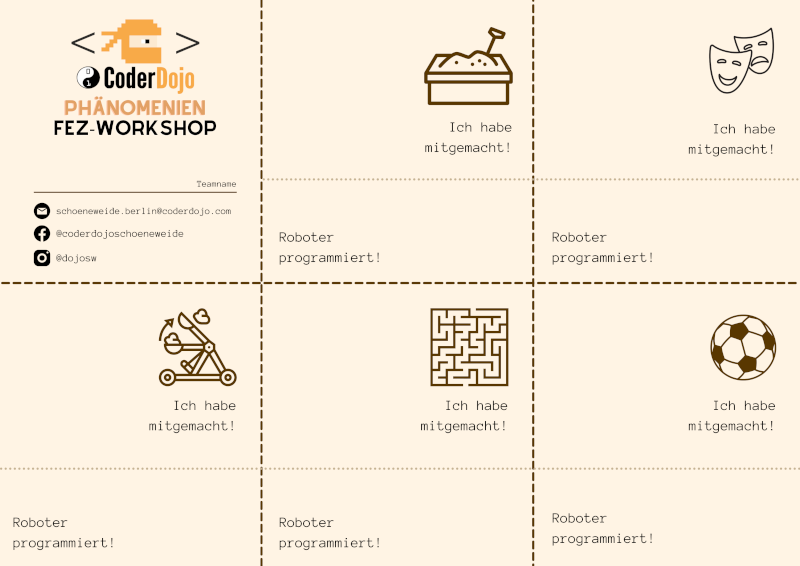 < >
CoderDojo
PHÄNOMENIEN
FEZ-WORKSHOP
Teamname
schoeneweide.berlin@coderdojo.com
@coderdojoschoeneweide
@dojosw
Ich habe
mitgemacht!
Roboter
programmiert!
Ich habe
mitgemacht!
Roboter
programmiert!
Ich habe
mitgemacht!
Roboter
programmiert!
Ich habe
mitgemacht!
Roboter
programmiert!
Ich habe
mitgemacht!
Roboter
programmiert!